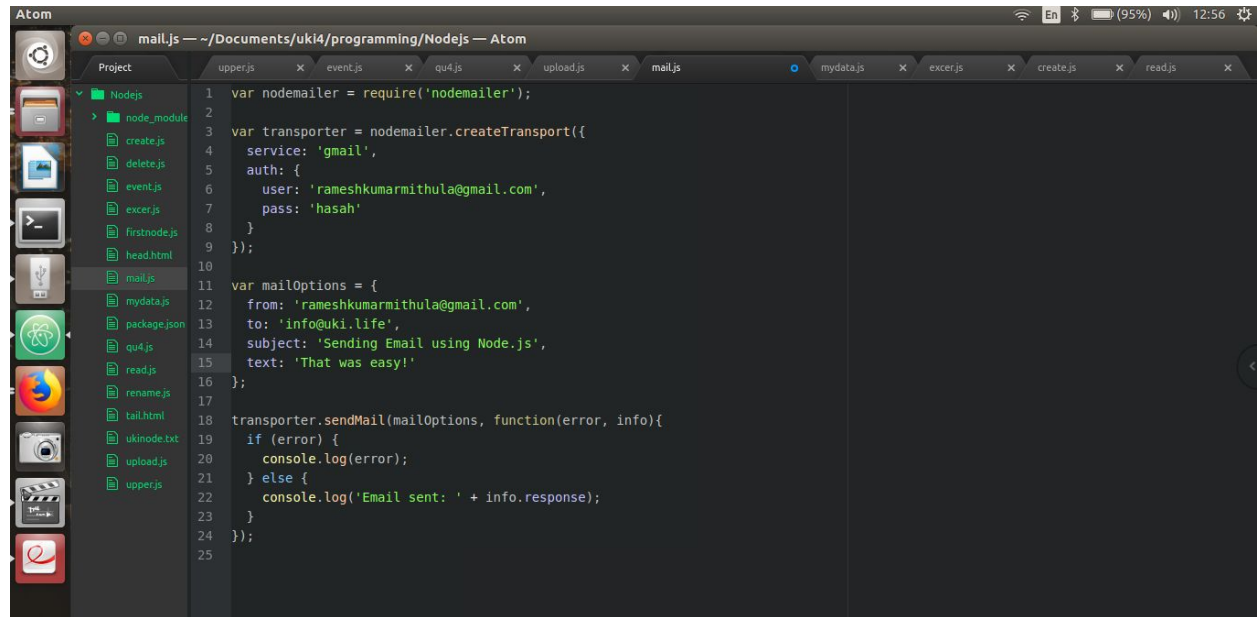 Atom
En (95%) 12:56
mail.js — ~/Documents/uki4/programming/Nodejs — Atom
Project upper.js event.js qu4.js upload.js mail.js mydata.js excer.js create.js read.js
Nodejs
node_module
create.js
delete.js
event.js
excer.js
firstnode.js
head.html
mail.js
mydata.js
package.json
qu4.js
read.js
rename.js
tail.html
ukinode.txt
upload.js
upper.js
1 var nodemailer = require('nodemailer');
2
3 var transporter = nodemailer.createTransport({
4 service: 'gmail',
5 auth: {
6 user: 'rameshkumarmithula@gmail.com',
7 pass: 'hasah'
8 }
9 });
10
11 var mailOptions = {
12 from: 'rameshkumarmithula@gmail.com',
13 to: 'info@uki.life',
14 subject: 'Sending Email using Node.js',
15 text: 'That was easy!'
16 };
17
18 transporter.sendMail(mailOptions, function(error, info){
19 if (error) {
20 console.log(error);
21 } else {
22 console.log('Email sent: ' + info.response);
23 }
24 });
25